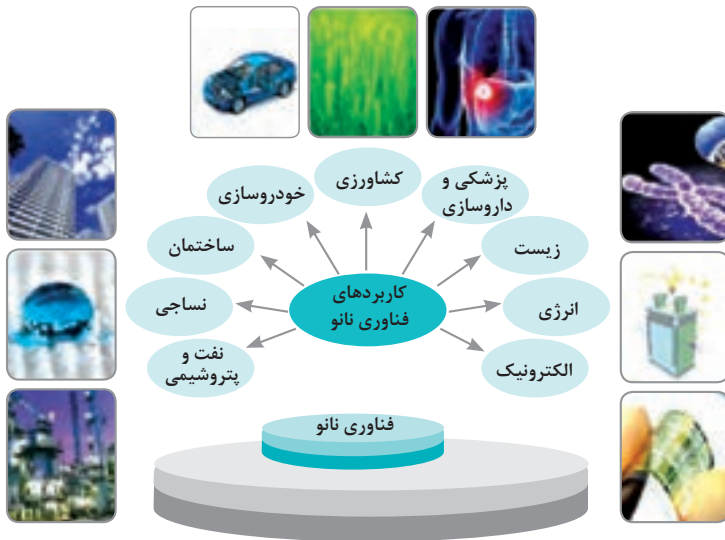 کشاورزی
پزشکی و
داروسازی
خودروسازی
زیست
ساختمان
انرژی
نساجی
کاربردهای
فناوری نانو
الکترونیک
نفت و
پتروشیمی
فناوری نانو